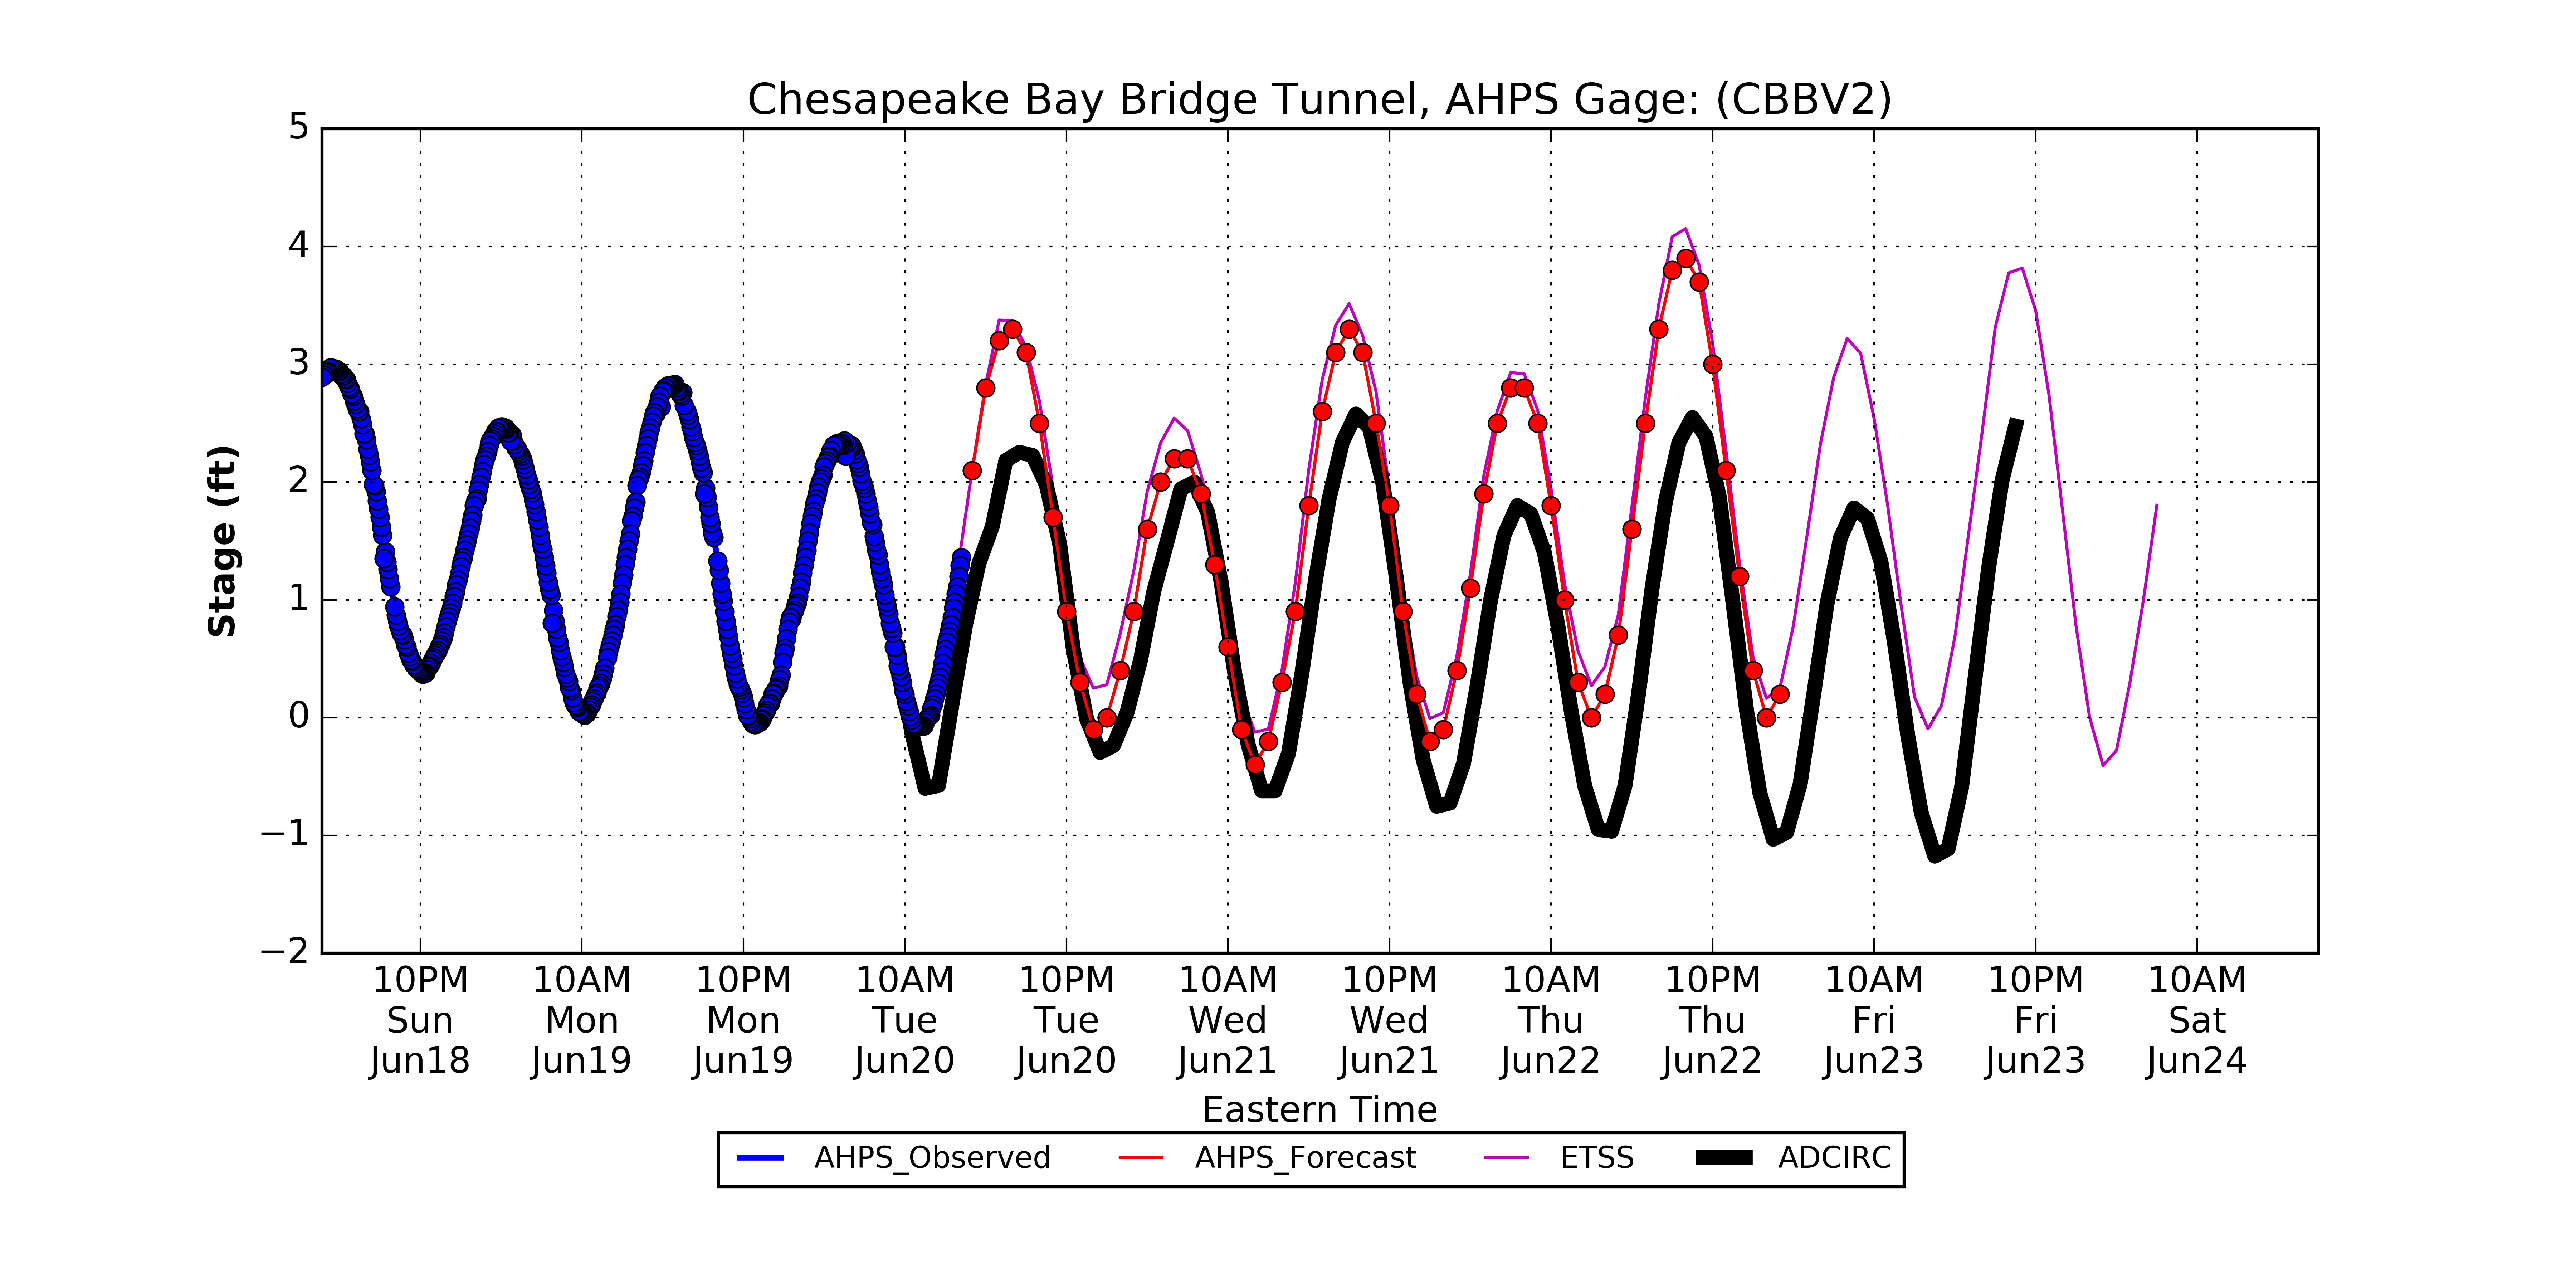 Chesapeake Bay Bridge Tunnel, AHPS Gage: (CBBV2)
5
4
3
2
1
0
−1
−2
Stage (ft)
10PM 10AM 10PM 10AM 10PM 10AM 10PM 10AM 10PM 10AM 10PM 10AM
Sun Mon Mon Tue Tue Wed Wed Thu Thu Fri Fri Sat
Jun18 Jun19 Jun19 Jun20 Jun20 Jun21 Jun21 Jun22 Jun22 Jun23 Jun23 Jun24
Eastern Time
AHPS_Observed AHPS_Forecast ETSS ADCIRC